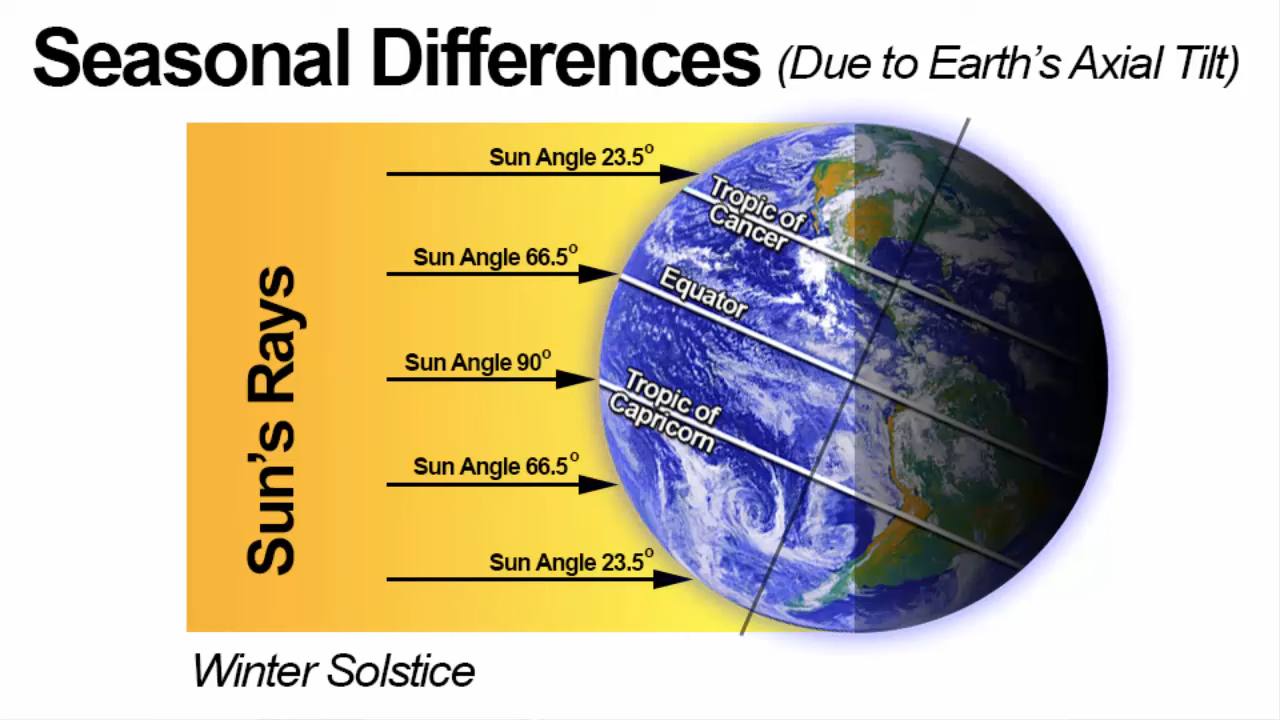 Seasonal Differences (Due to Earth's Axial Tilt)
Sun Angle 23.5°
Sun Angle 66.5°
Sun Angle 90°
Sun Angle 66.5°
Sun Angle 23.5°
Sun's Rays
Tropic of
Cancer
Equator
Tropic of
Capricorn
Winter Solstice